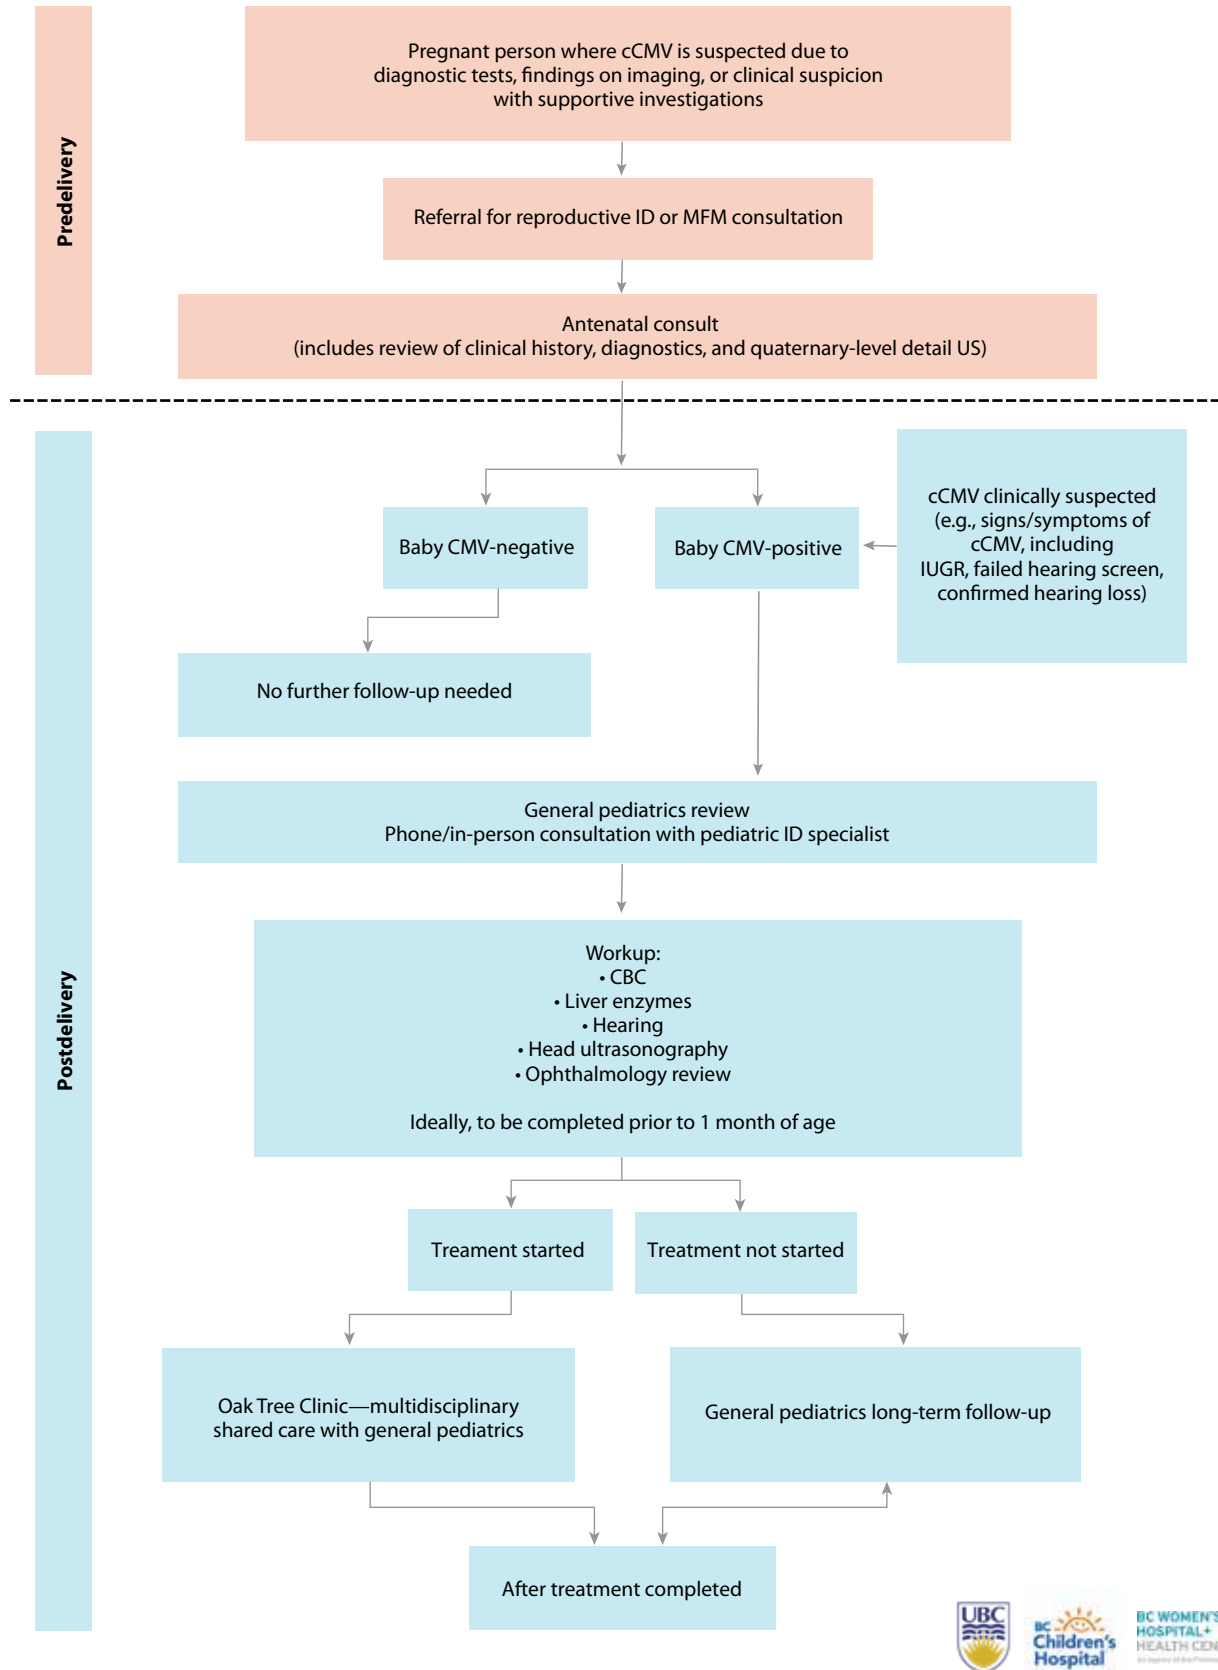 Predelivery
Pregnant person where cCMV is suspected due to
diagnostic tests, findings on imaging, or clinical suspicion
with supportive investigations
Referral for reproductive ID or MFM consultation
Antenatal consult
(includes review of clinical history, diagnostics, and quaternary-level detail US)
Postdelivery
Baby CMV-negative
Baby CMV-positive
cCMV clinically suspected
(e.g., signs/symptoms of
cCMV, including
IUGR, failed hearing screen,
confirmed hearing loss)
No further follow-up needed
General pediatrics review
Phone/in-person consultation with pediatric ID specialist
Workup:
• CBC
• Liver enzymes
• Hearing
• Head ultrasonography
• Ophthalmology review
Ideally, to be completed prior to 1 month of age
Treament started
Treatment not started
Oak Tree Clinic—multidisciplinary
shared care with general pediatrics
General pediatrics long-term follow-up
After treatment completed
UBC
BC
Children's
Hospital
BC WOMEN'S
HOSPITAL+
HEALTH CEN